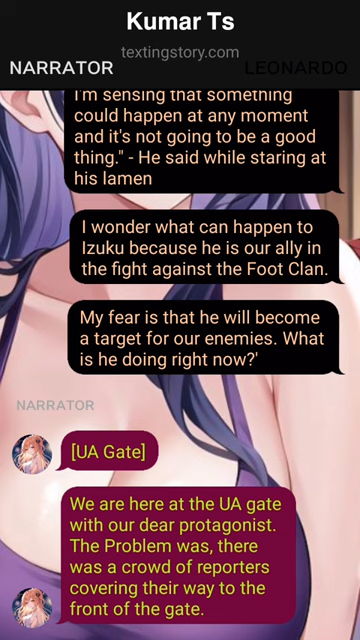 Kumar Ts
textingstory.com
NARRATOR
LEONARDO
I'm sensing that something
could happen at any moment
and it's not going to be a good
thing." - He said while staring at
his lamen
I wonder what can happen to
Izuku because he is our ally in
the fight against the Foot Clan.
My fear is that he will become
a target for our enemies. What
is he doing right now?'
NARRATOR
[UA Gate]
We are here at the UA gate
with our dear protagonist.
The Problem was, there
was a crowd of reporters
covering their way to the
front of the gate.